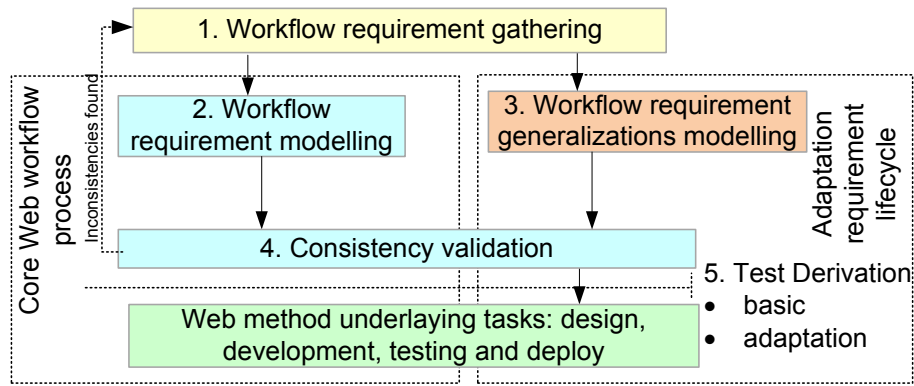 1. Workflow requirement gathering
Core Web workflow
process
Inconsistencies found
2. Workflow
requirement modelling
3. Workflow requirement
generalizations modelling
Adaptation
requirement
lifecycle
4. Consistency validation
5. Test Derivation
• basic
• adaptation
Web method underlaying tasks: design,
development, testing and deploy